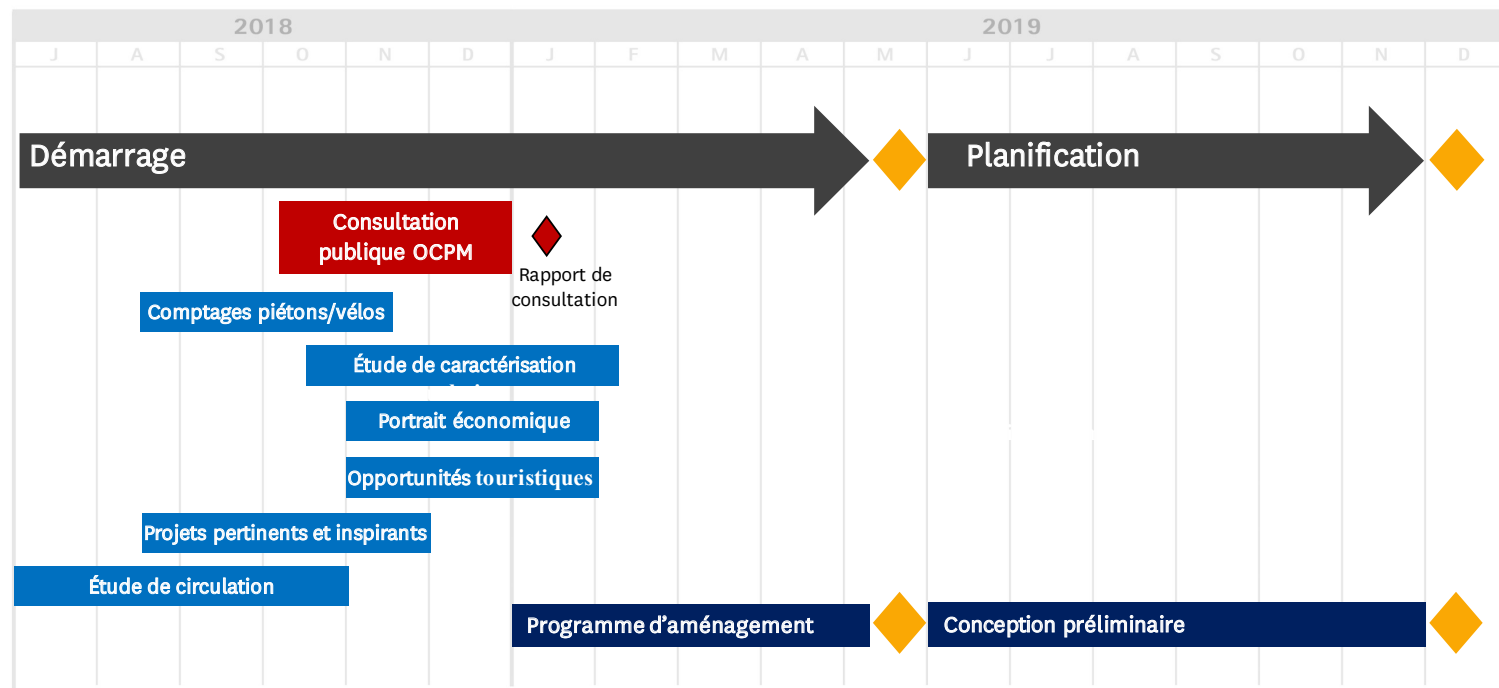 2018 2019
J A S O N D J F M A M J J A S O N D
Démarrage
Planification
Consultation
publique OCPM
Rapport de
consultation
Comptages piétons/vélos
Étude de caractérisation
Portrait économique
Opportunités touristiques
Projets pertinents et inspirants
Étude de circulation
Programme d’aménagement
Conception préliminaire